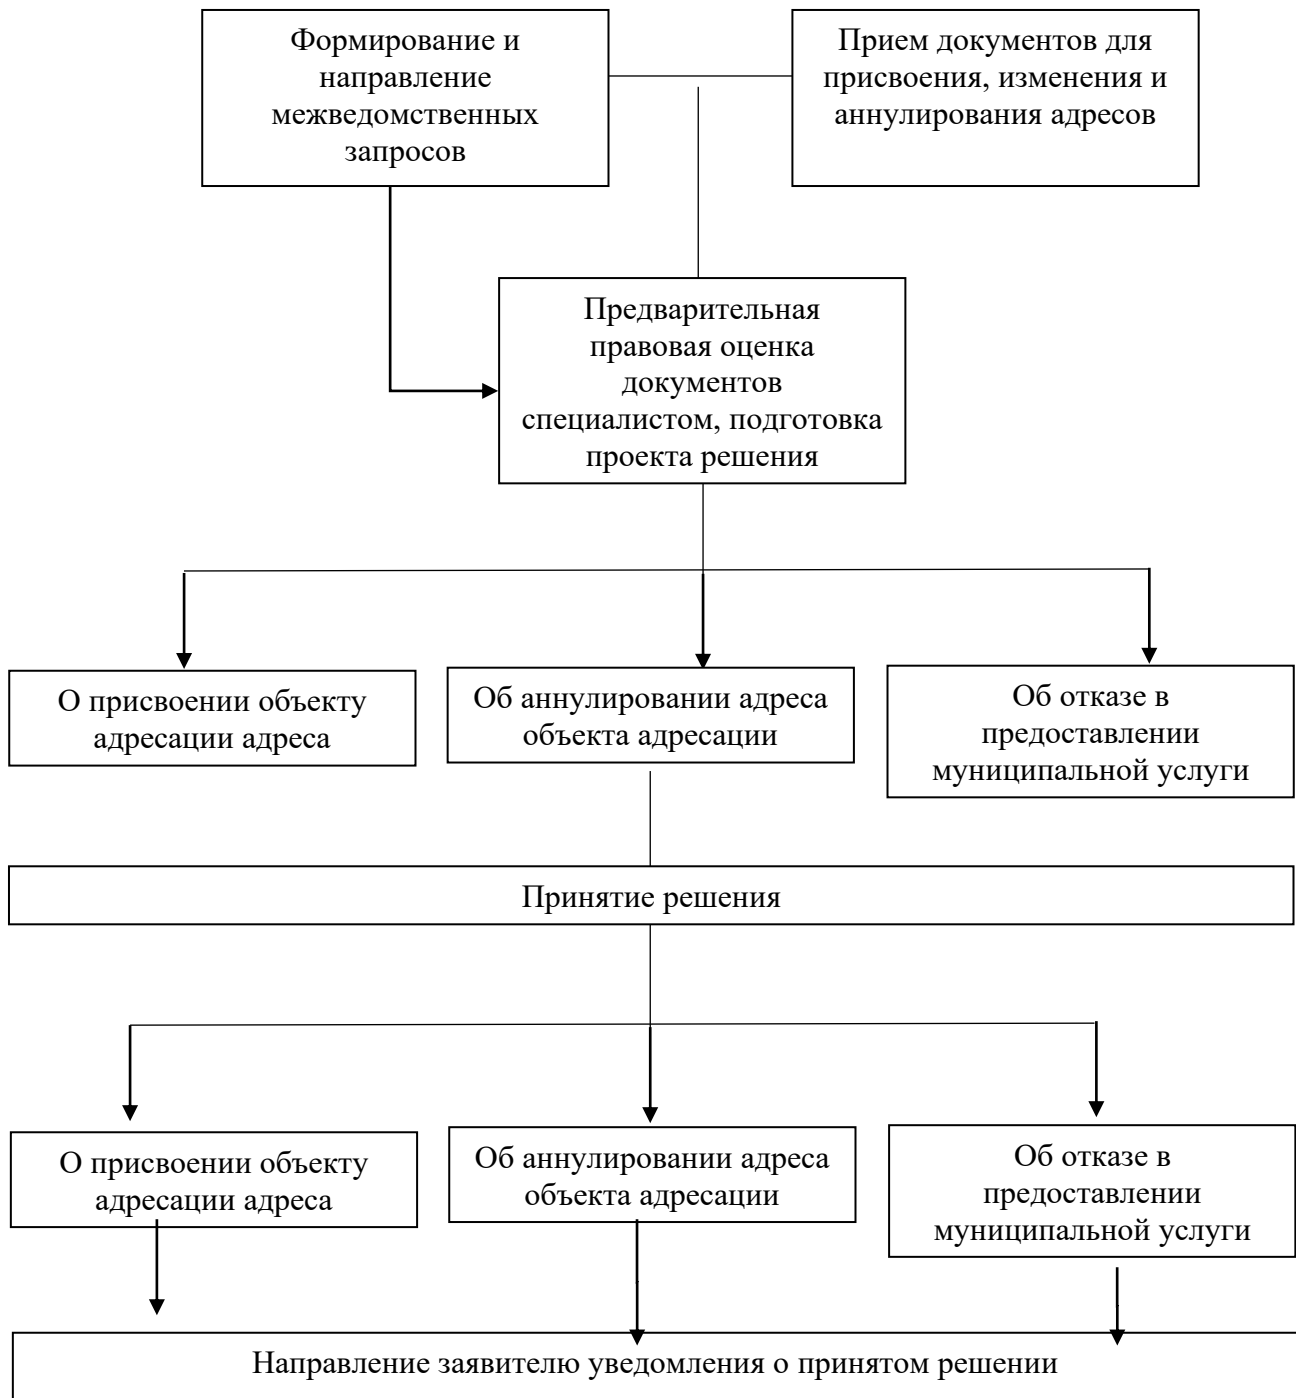 Формирование и
направление
межведомственных
запросов
Прием документов для
присвоения, изменения и
аннулирования адресов
Предварительная
правовая оценка
документов
специалистом, подготовка
проекта решения
О присвоении объекту
адресации адреса
Об аннулировании адреса
объекта адресации
Об отказе в
предоставлении
муниципальной услуги
Принятие решения
О присвоении объекту
адресации адреса
Об аннулировании адреса
объекта адресации
Об отказе в
предоставлении
муниципальной услуги
Направление заявителю уведомления о принятом решении